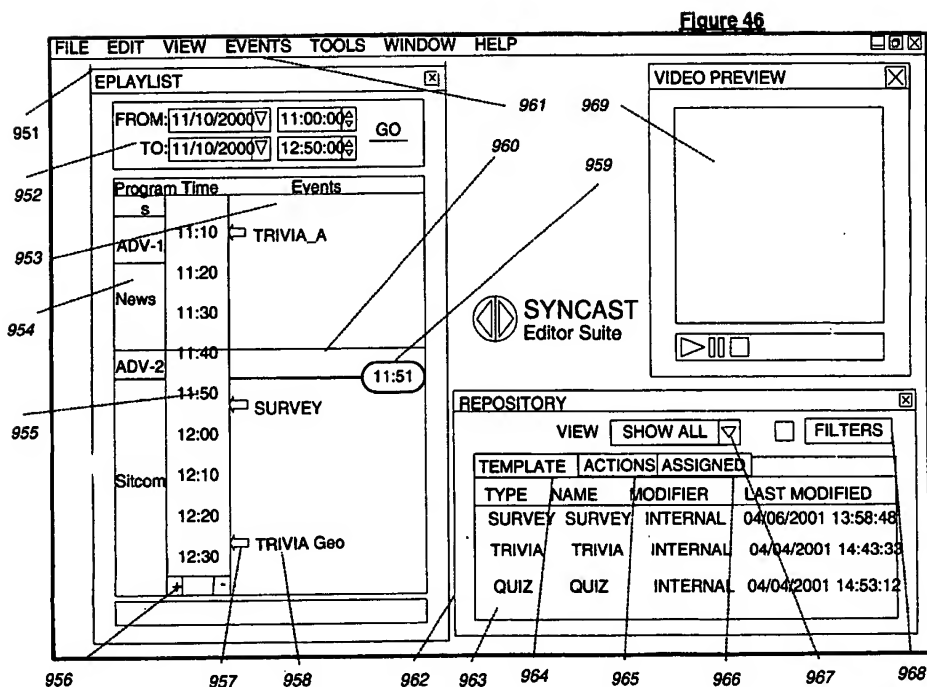 Figure 46
FILE EDIT VIEW EVENTS TOOLS WINDOW HELP
EPLAYLIST
FROM: 11/10/2000 11:00:00 GO
TO: 11/10/2000 12:50:00
Programs Time Events
ADV-1 11:10 TRIVIA_A
11:20
News 11:30
11:40
ADV-2
11:51
11:50 SURVEY
12:00
Sitcom 12:10
12:20
12:30 TRIVIA Geo
+ -
SYNCAST
Editor Suite
VIDEO PREVIEW
REPOSITORY
VIEW SHOW ALL FILTERS
TEMPLATE ACTIONS ASSIGNED
TYPE NAME MODIFIER LAST MODIFIED
SURVEY SURVEY INTERNAL 04/06/2001 13:58:48
TRIVIA TRIVIA INTERNAL 04/04/2001 14:43:33
QUIZ QUIZ INTERNAL 04/04/2001 14:53:12
951
952
953
954
955
961 969
960
959
956 957 958 962 963 964 965 966 967 968